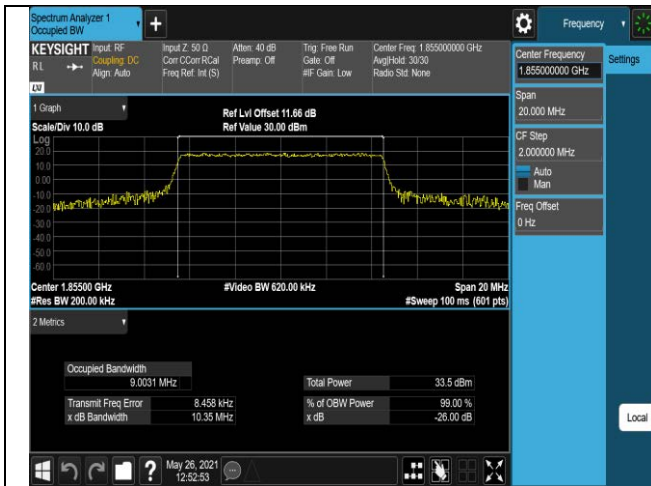 Spectrum Analyzer 1
Occupied BW
Frequency
KEYSIGHT
RL
LXI
Input: RF
Coupling: DC
Align: Auto
Input Z: 50 Ω
Corr CCorr RCal
Freq Ref: Int (S)
Atten: 40 dB
Preamp: Off
Trig: Free Run
Gate: Off
#IF Gain: Low
Center Freq: 1.855000000 GHz
Avg|Hold: 30/30
Radio Std: None
Center Frequency
1.855000000 GHz
Settings
Span
20.000 MHz
CF Step
2.000000 MHz
Auto
Man
Freq Offset
0 Hz
Local
1 Graph
Scale/Div 10.0 dB
Ref Lvl Offset 11.66 dB
Ref Value 30.00 dBm
Log
20.0
10.0
0.00
-10.0
-20.0
-30.0
-40.0
-50.0
-60.0
Center 1.85500 GHz
#Video BW 620.00 kHz
Span 20 MHz
#Res BW 200.00 kHz
#Sweep 100 ms (601 pts)
2 Metrics
Occupied Bandwidth
9.0031 MHz
Total Power 33.5 dBm
Transmit Freq Error 8.458 kHz
% of OBW Power 99.00 %
x dB Bandwidth 10.35 MHz
x dB -26.00 dB
?
May 26, 2021
12:52:53